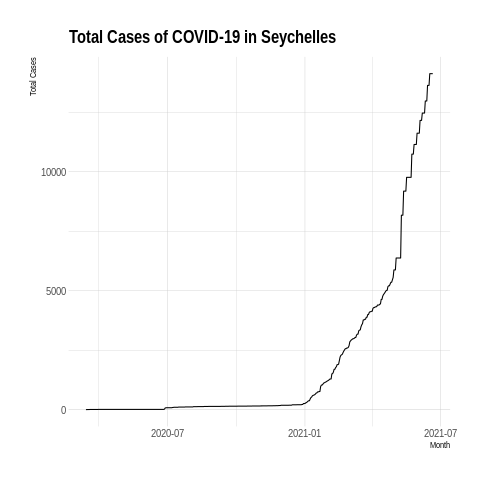 Total Cases of COVID-19 in Seychelles
Total Cases
10000
5000
0
2020-07
2021-01
2021-07
Month